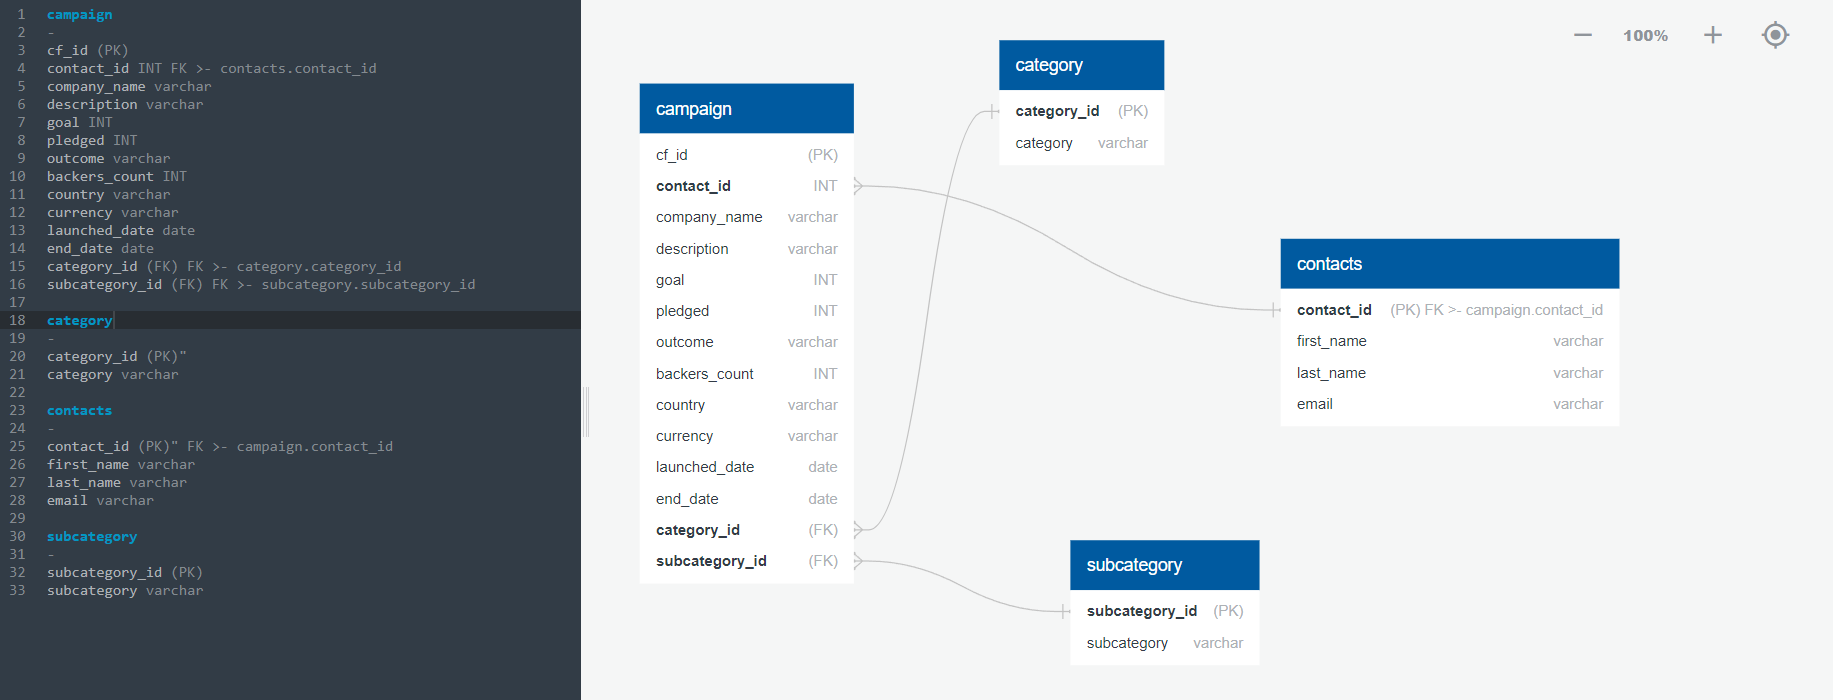 1 campaign
2 -
3 cf_id (PK)
4 contact_id INT FK >- contacts.contact_id
5 company_name varchar
6 description varchar
7 goal INT
8 pledged INT
9 outcome varchar
10 backers_count INT
11 country varchar
12 currency varchar
13 launched_date date
14 end_date date
15 category_id (FK) FK >- category.category_id
16 subcategory_id (FK) FK >- subcategory.subcategory_id
17
18 category
19 -
20 category_id (PK)"
21 category varchar
22
23 contacts
24 -
25 contact_id (PK)" FK >- campaign.contact_id
26 first_name varchar
27 last_name varchar
28 email varchar
29
30 subcategory
31 -
32 subcategory_id (PK)
33 subcategory varchar
100%
campaign
cf_id (PK)
contact_id INT
company_name varchar
description varchar
goal INT
pledged INT
outcome varchar
backers_count INT
country varchar
currency varchar
launched_date date
end_date date
category_id (FK)
subcategory_id (FK)
category
category_id (PK)
category varchar
contacts
contact_id (PK) FK >- campaign.contact_id
first_name varchar
last_name varchar
email varchar
subcategory
subcategory_id (PK)
subcategory varchar